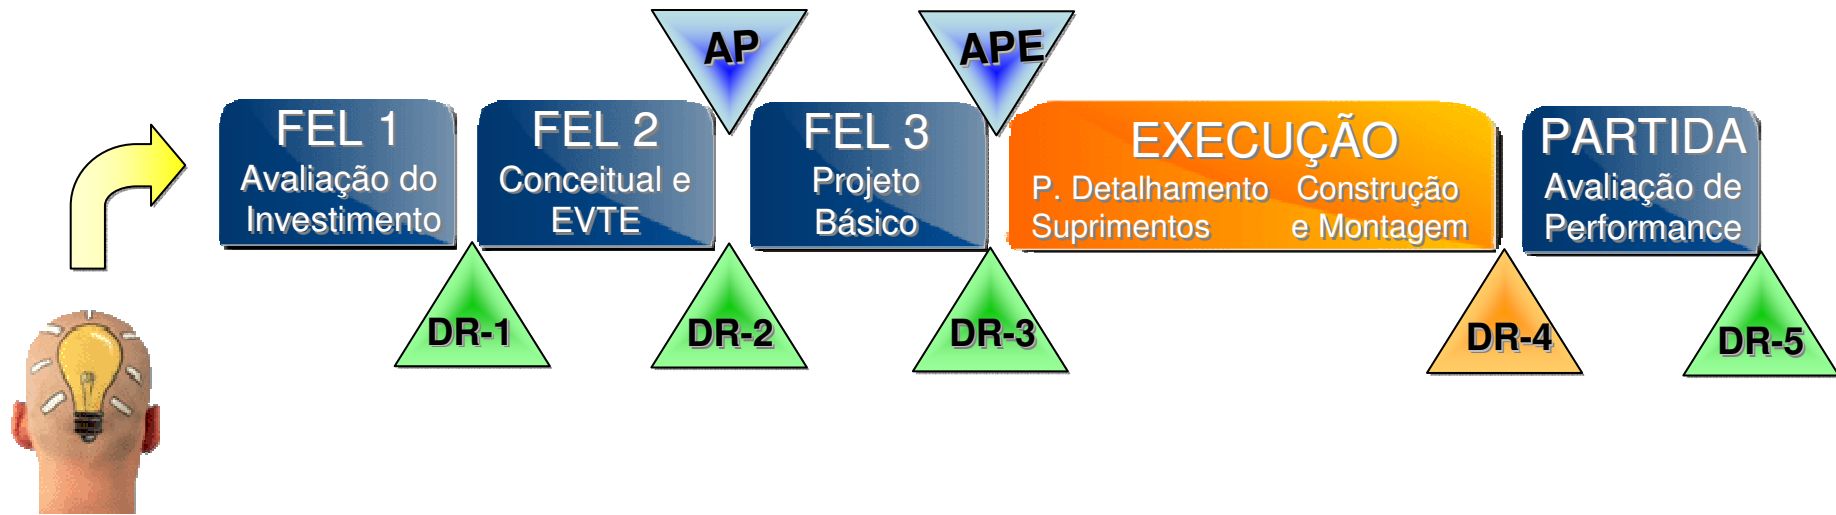 AP
APE
FEL 1
Avaliação do
Investimento
FEL 2
Conceitual e
EVTE
FEL 3
Projeto
Básico
EXECUÇÃO
P. Detalhamento Construção
Suprimentos e Montagem
PARTIDA
Avaliação de
Performance
DR-1
DR-2
DR-3
DR-4
DR-5